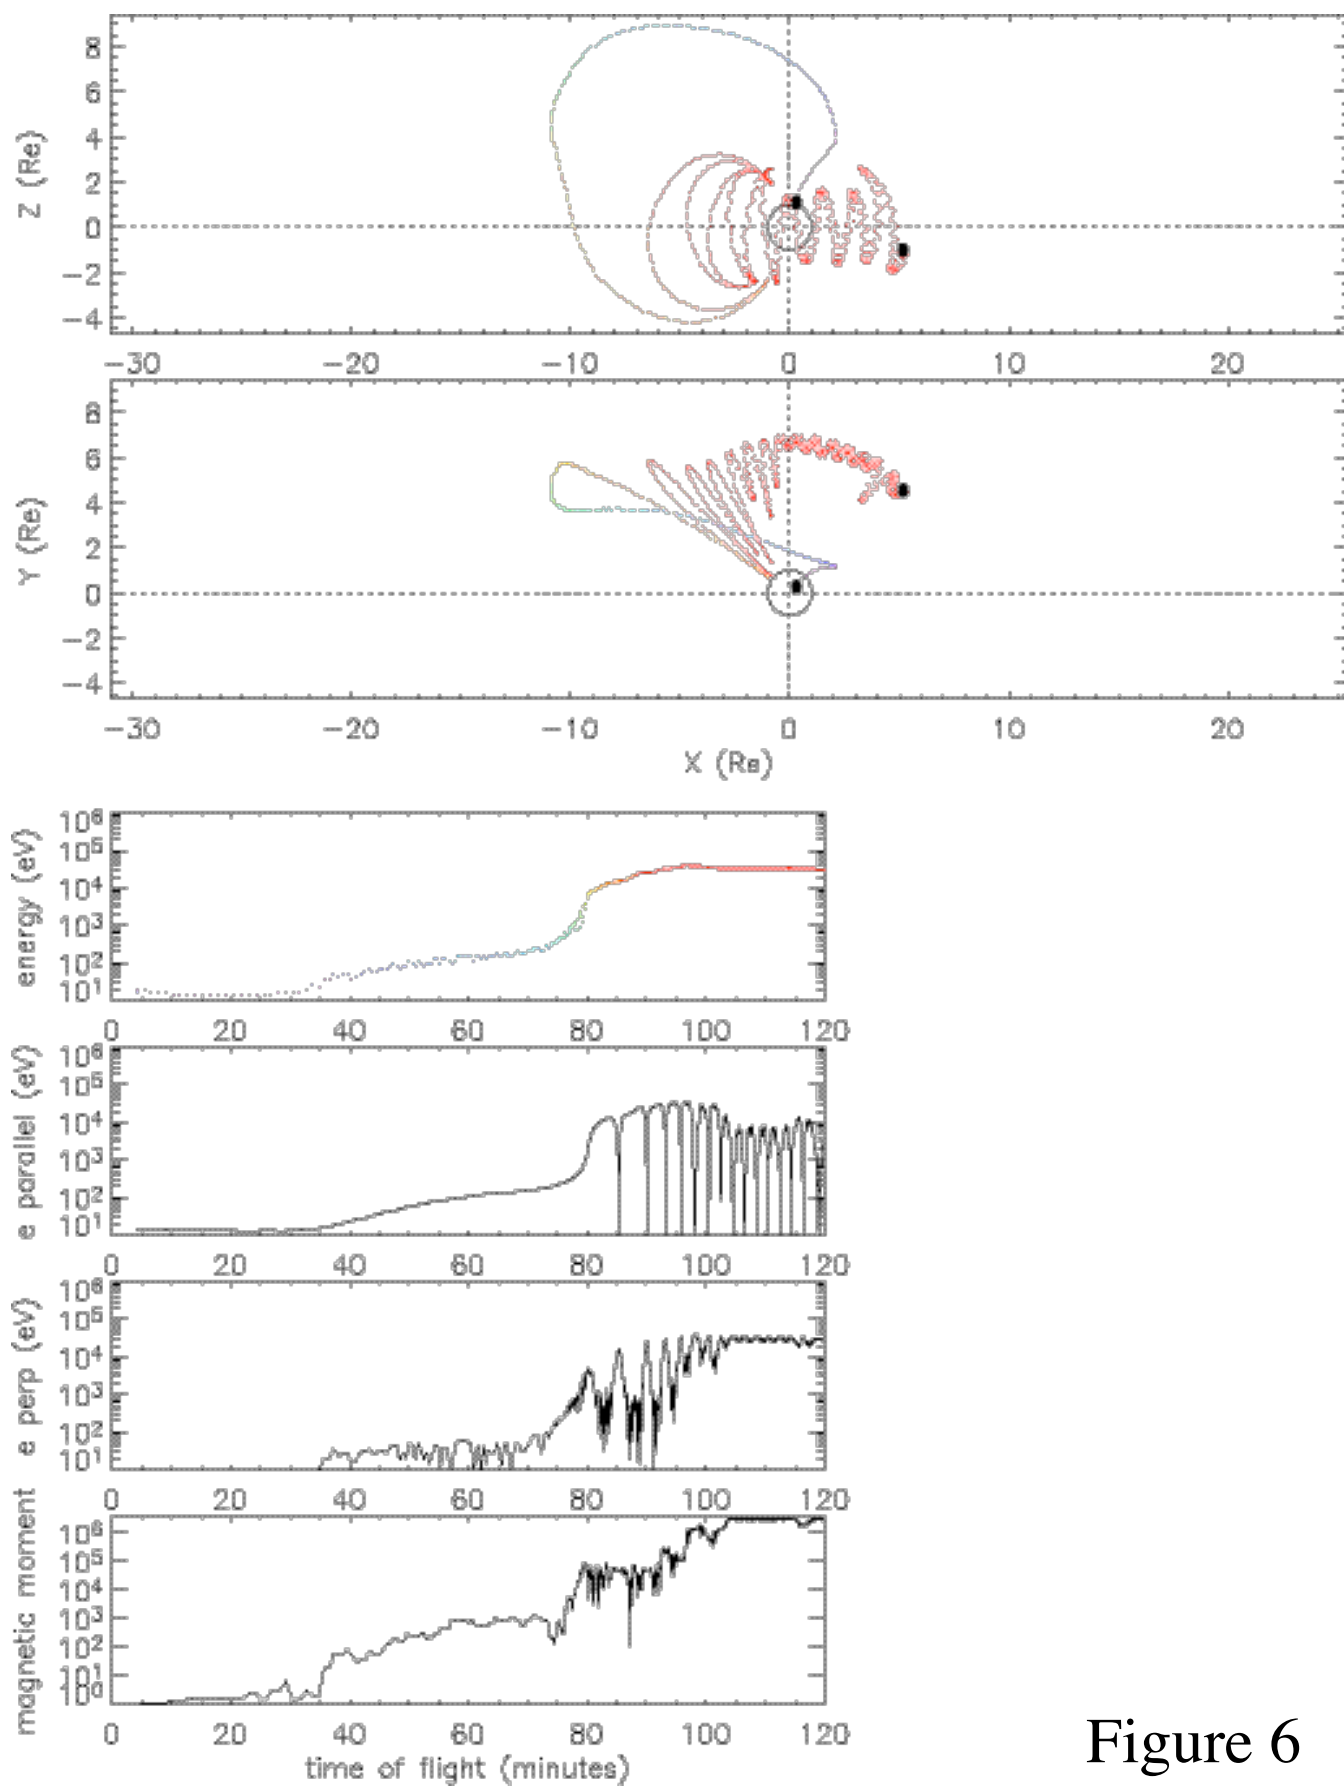 8
6
4
2
0
−2
−4
Z (Re)
−30 −20 −10 0 10 20
8
6
4
2
0
−2
−4
Y (Re)
−30 −20 −10 0 10 20
X (Re)
10^6
10^5
10^4
10^3
10^2
10^1
energy (eV)
0 20 40 60 80 100 120
10^6
10^5
10^4
10^3
10^2
10^1
e parallel (eV)
0 20 40 60 80 100 120
10^6
10^5
10^4
10^3
10^2
10^1
e perp (eV)
0 20 40 60 80 100 120
10^6
10^5
10^4
10^3
10^2
10^1
10^0
magnetic moment
0 20 40 60 80 100 120
time of flight (minutes)
Figure 6